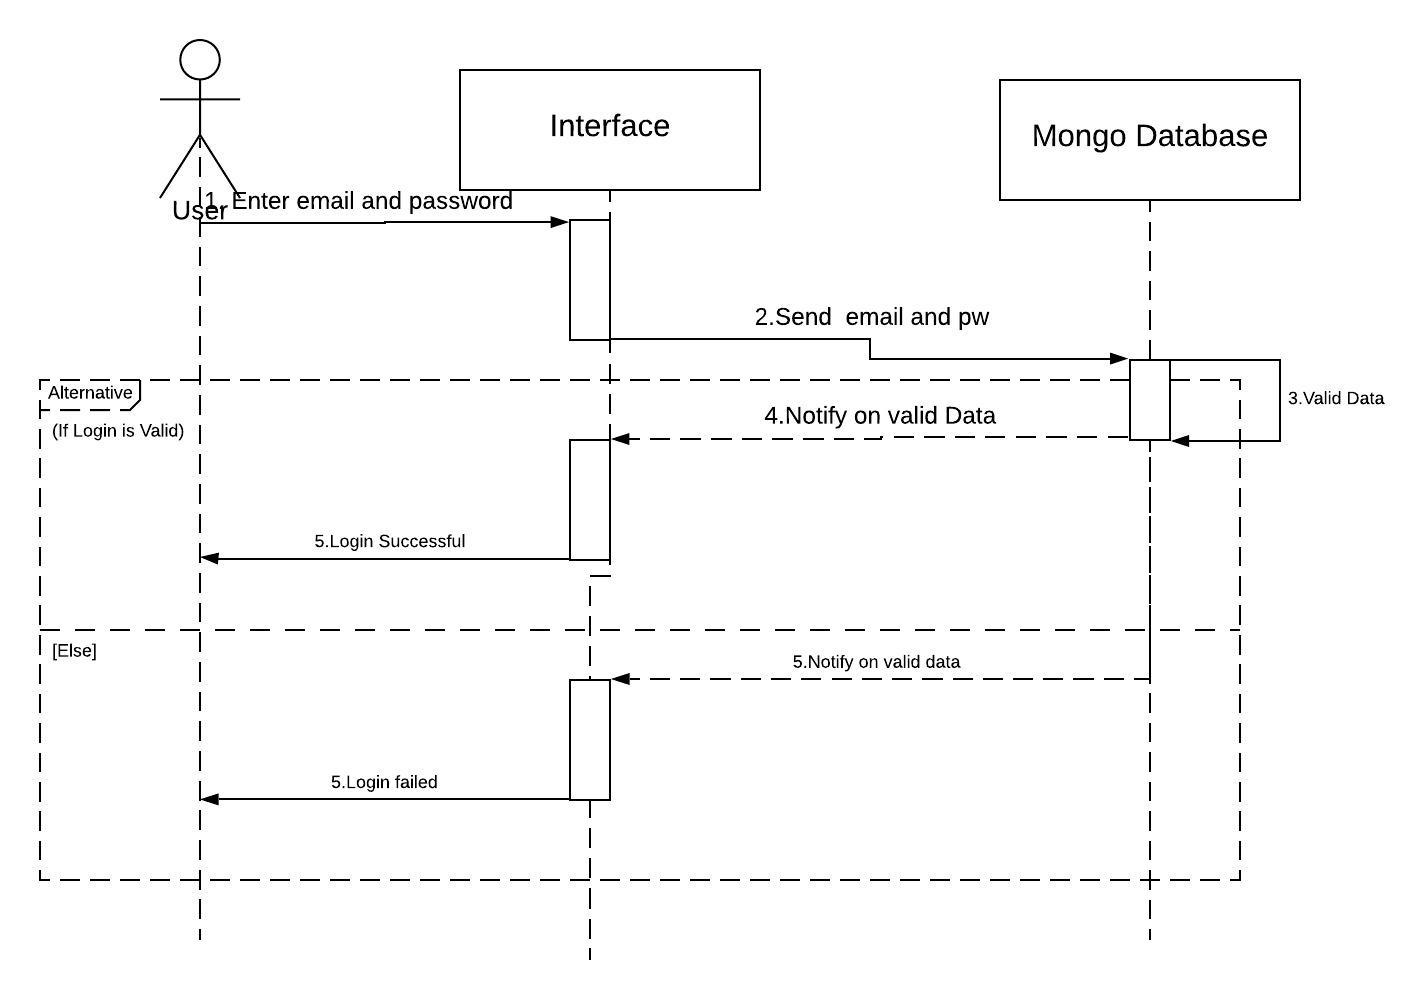 Interface
Mongo Database
User
1. Enter email and password
2.Send  email and pw
Alternative
3.Valid Data
4.Notify on valid Data
(If Login is Valid)
5.Login Successful
[Else]
5.Notify on valid data
5.Login failed